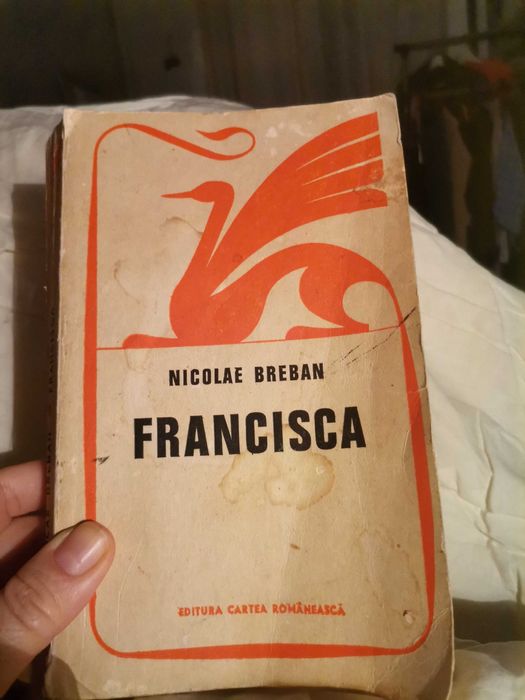 NICOLAE BREBAN
FRANCISCA
EDITURA CARTEA ROMÂNEASCĂ